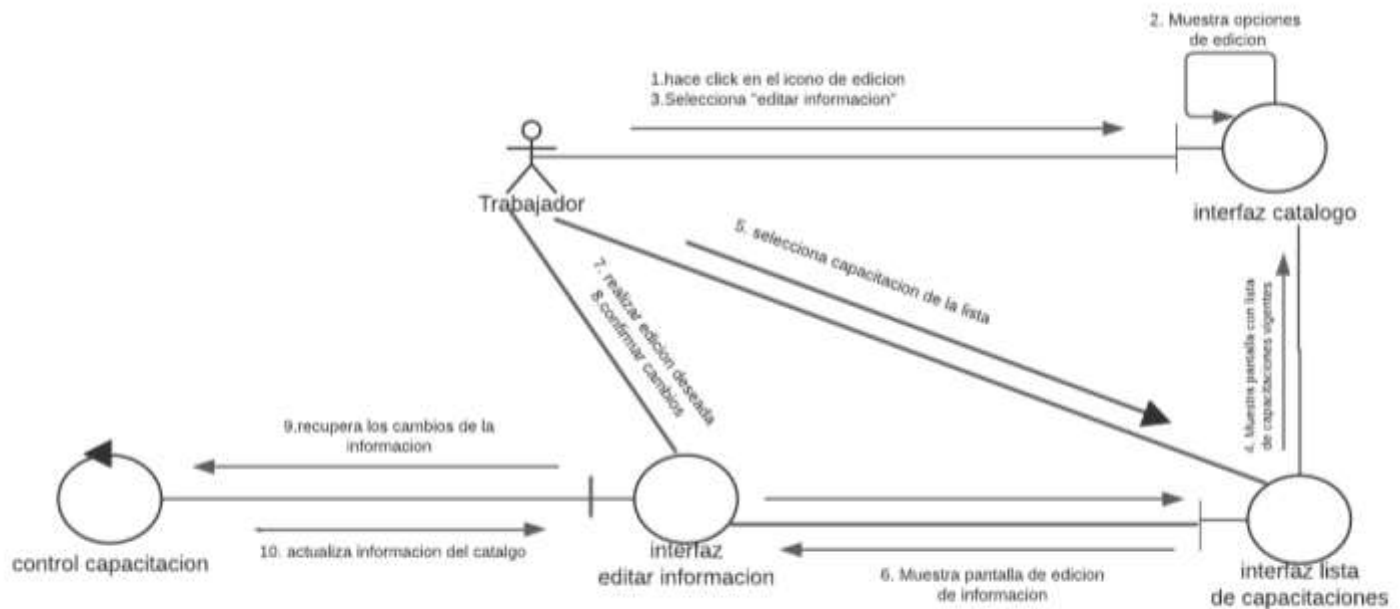 2. Muestra opciones
de edicion
1.hace click en el icono de edicion
3.Selecciona "editar informacion"
Trabajador
interfaz catalogo
5. selecciona capacitacion de la lista
7. realizar edicion deseada
8.confirmar cambios
4. Muestra pantalla con lista
de capacitaciones vigentes
9.recupera los cambios de la
informacion
control capacitacion
10. actualiza informacion del catalgo
interfaz
editar informacion
6. Muestra pantalla de edicion
de informacion
interfaz lista
de capacitaciones